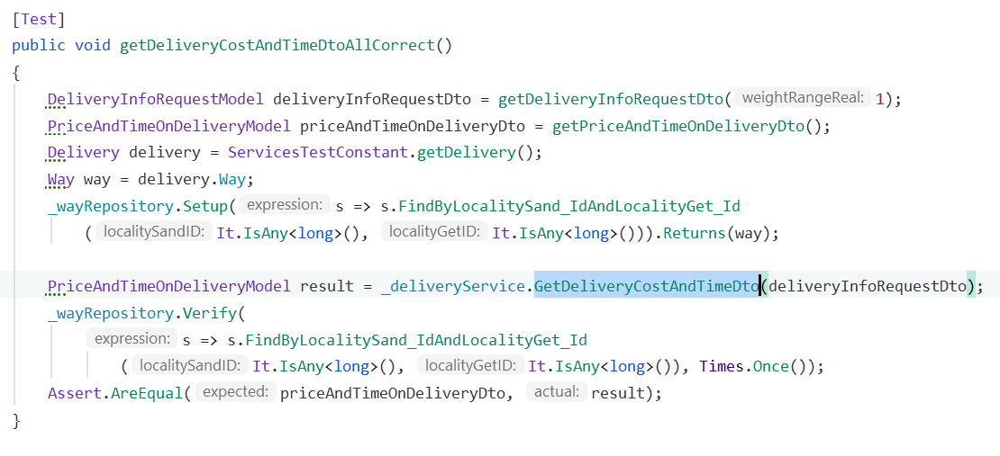 [Test]
public void getDeliveryCostAndTimeDtoAllCorrect()
{
DeliveryInfoRequestModel deliveryInfoRequestDto = getDeliveryInfoRequestDto( weightRangeReal: 1);
PriceAndTimeOnDeliveryModel priceAndTimeOnDeliveryDto = getPriceAndTimeOnDeliveryDto();
Delivery delivery = ServicesTestConstant.getDelivery();
Way way = delivery.Way;
_wayRepository.Setup( expression: s => s.FindByLocalitySand_IdAndLocalityGet_Id
( localitySandID: It.IsAny<long>(), localityGetID: It.IsAny<long>())).Returns(way);
PriceAndTimeOnDeliveryModel result = _deliveryService.GetDeliveryCostAndTimeDto(deliveryInfoRequestDto);
_wayRepository.Verify(
expression: s => s.FindByLocalitySand_IdAndLocalityGet_Id
( localitySandID: It.IsAny<long>(), localityGetID: It.IsAny<long>()), Times.Once());
Assert.AreEqual( expected: priceAndTimeOnDeliveryDto, actual: result);
}